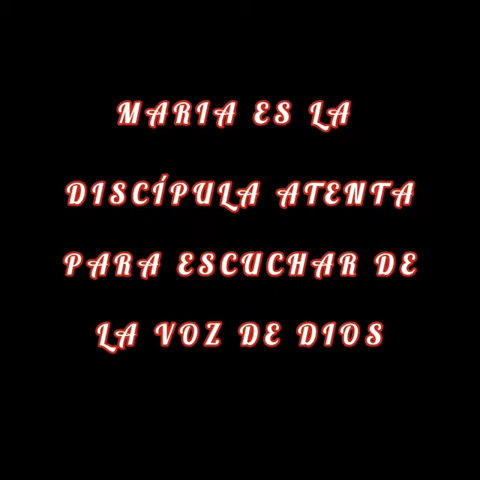 MARIA ES LA
DISCÍPULA ATENTA
PARA ESCUCHAR DE
LA VOZ DE DIOS